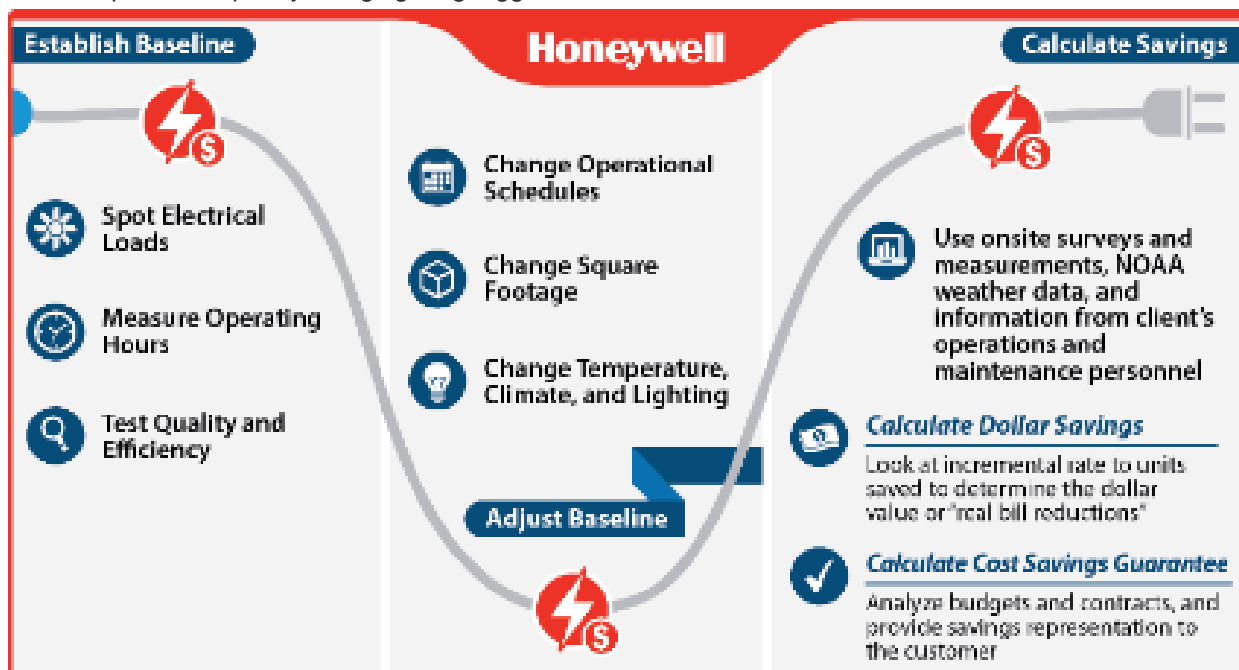 Honeywell
Establish Baseline
Spot Electrical
Loads
Measure Operating
Hours
Test Quality and
Efficiency
Change Operational
Schedules
Change Square
Footage
Change Temperature,
Climate, and Lighting
Adjust Baseline
Calculate Savings
Use onsite surveys and
measurements, NOAA
weather data, and
information from client's
operations and
maintenance personnel
Calculate Dollar Savings
Look at incremental rate to units
saved to determine the dollar
value or "real bill reductions"
Calculate Cost Savings Guarantee
Analyze budgets and contracts, and
provide savings representation to
the customer